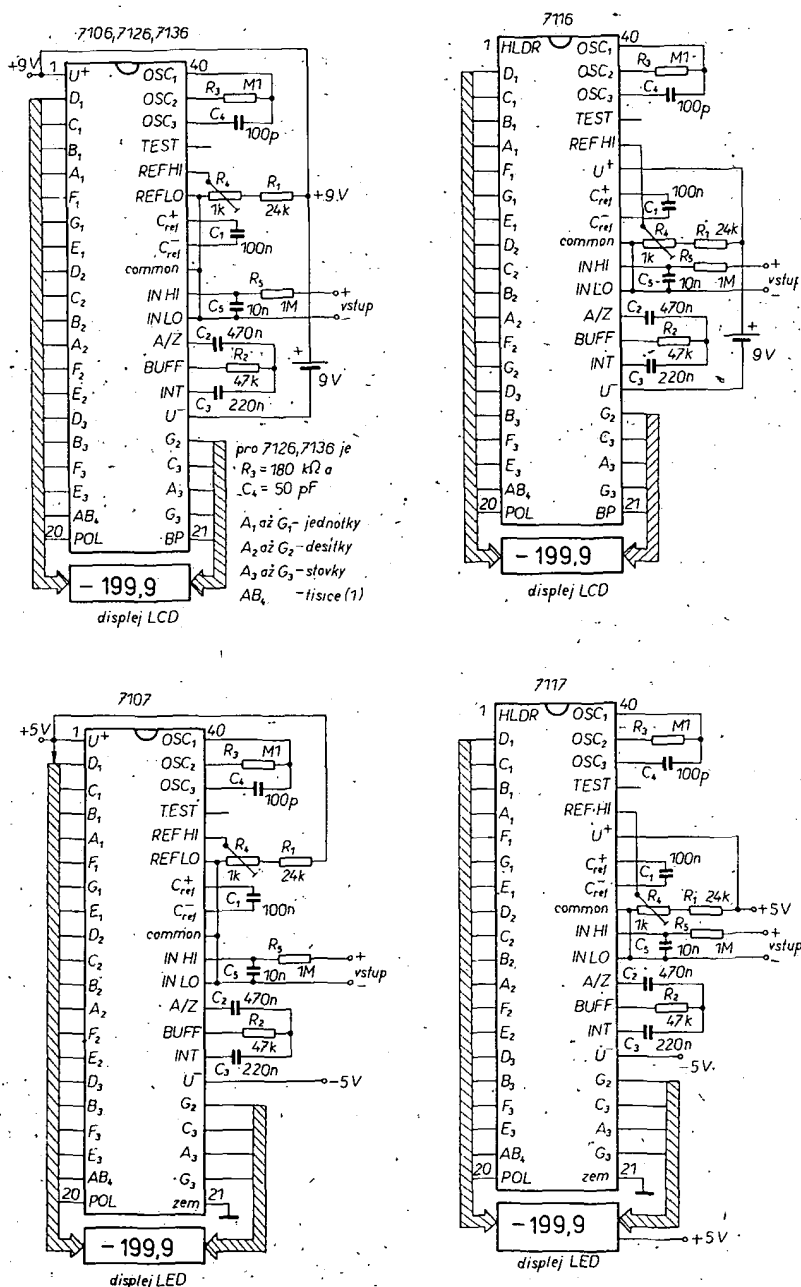 7106, 7126, 7136
+9V
1
40
U+
OSC1
D1
OSC2
R3
M1
C1
OSC3
C4
100p
B1
TEST
A1
REF HI
F1
REF LO
R4
1k
R1
24k
+9V
G1
Cref+
E1
Cref-
C1
100n
D2
common
C2
IN HI
R5
1M
+
vstup
-
B2
IN LO
C5
10n
A2
A/Z
C2
470n
F2
BUFF
R2
47k
+
9V
E2
INT
C3
220n
D3
U-
B3
G2
F3
C3
E3
A3
AB4
G3
20
POL
BP
21
pro 7126, 7136 je
R3 = 180 kΩ a
C4 = 50 pF
A1 až G1 - jednotky
A2 až G2 - desítky
A3 až G3 - stovky
AB4 - tisíce (1)
- 199,9
displej LCD
7116
1
40
HLDR
OSC1
D1
OSC2
R3
M1
C1
OSC3
C4
100p
B1
TEST
A1
REF HI
F1
U+
G1
Cref+
100n
E1
Cref-
C1
R4
1k
R1
24k
D2
common
C2
IN HI
R5
1M
+
vstup
-
B2
IN LO
C5
10n
A2
A/Z
C2
470n
F2
BUFF
R2
47k
+
9V
G2
INT
C3
220n
D3
U-
B3
G2
F3
C3
E3
A3
AB4
G3
20
POL
BP
21
- 199,9
displej LCD
7107
+5V
1
40
U+
OSC1
D1
OSC2
R3
M1
C1
OSC3
C4
100p
B1
TEST
A1
REF HI
F1
REF LO
R4
1k
R1
24k
G1
Cref+
E1
Cref-
C1
100n
D2
common
C2
IN HI
R5
1M
+
vstup
-
B2
IN LO
C5
10n
A2
A/Z
C2
470n
F2
BUFF
R2
47k
E2
INT
C3
220n
D3
U-
-5V
B3
G2
F3
C3
E3
A3
AB4
G3
20
POL
zem
21
- 199,9
displej LED
7117
1
40
HLDR
OSC1
D1
OSC2
R3
M1
C1
OSC3
C4
100p
B1
TEST
A1
REF HI
F1
U+
G1
Cref+
100n
E1
Cref-
C1
R4
1k
R1
24k
+5V
D2
common
C2
IN HI
R5
1M
+
vstup
-
B2
IN LO
C5
10n
A2
A/Z
C2
470n
F2
BUFF
R2
47k
E2
INT
C3
220n
D3
U-
-5V
B3
G2
F3
C3
E3
A3
AB4
G3
20
POL
zem
21
- 199,9
+5V
displej LED